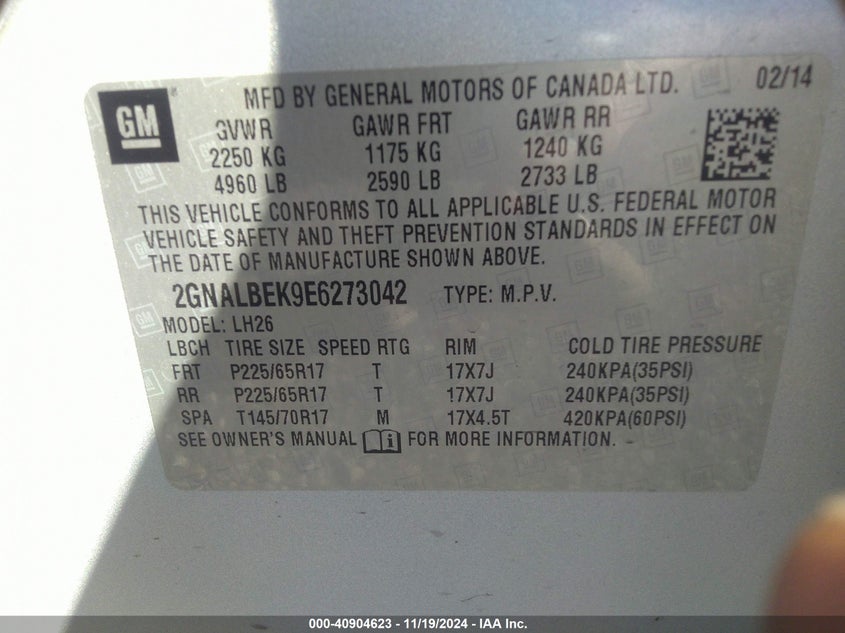 GM
MFD BY GENERAL MOTORS OF CANADA LTD. 02/14
GVWR GAWR FRT GAWR RR
2250 KG 1175 KG 1240 KG
4960 LB 2590 LB 2733 LB
THIS VEHICLE CONFORMS TO ALL APPLICABLE U.S. FEDERAL MOTOR
VEHICLE SAFETY AND THEFT PREVENTION STANDARDS IN EFFECT ON
THE DATE OF MANUFACTURE SHOWN ABOVE.
2GNALBEK9E6273042 TYPE: M.P.V.
MODEL: LH26
LBCH TIRE SIZE SPEED RTG RIM COLD TIRE PRESSURE
FRT P225/65R17 T 17X7J 240KPA(35PSI)
RR P225/65R17 T 17X7J 240KPA(35PSI)
SPA T145/70R17 M 17X4.5T 420KPA(60PSI)
SEE OWNER'S MANUAL i FOR MORE INFORMATION.
000-40904623 - 11/19/2024 - IAA Inc.